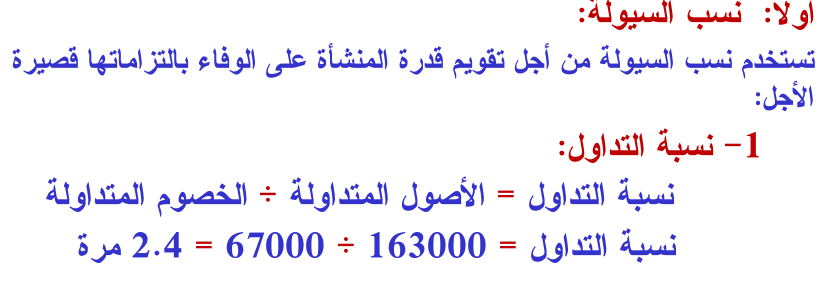 اولا: نسب السيولة:
تستخدم نسب السيولة من أجل تقويم قدرة المنشأة على الوفاء بالتزاماتها قصيرة
الأجل:
1- نسبة التداول:
نسبة التداول = الأصول المتداولة ÷ الخصوم المتداولة
نسبة التداول = 163000 ÷ 67000 = 2.4 مرة